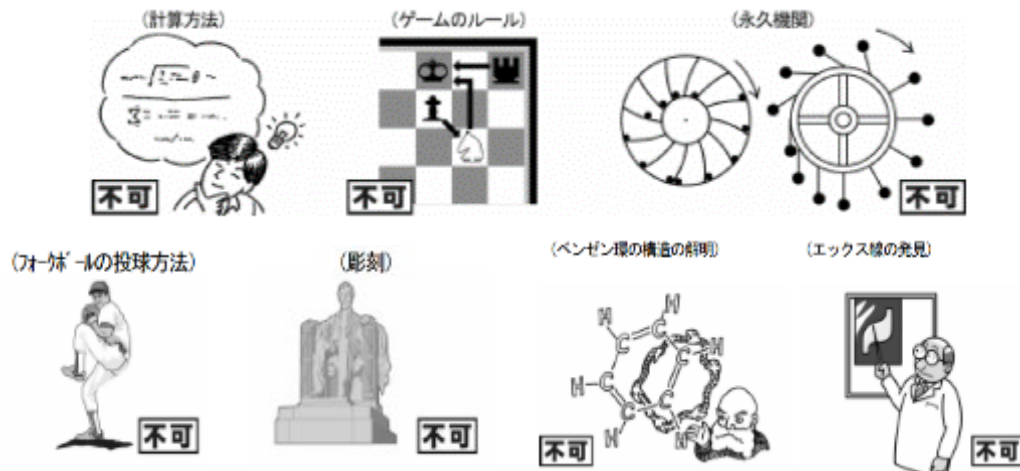 (計算方法)
(ゲームのルール)
(永久機関)
不可
不可
不可
(フォークボールの投球方法)
(彫刻)
(ベンゼン環の構造の解明)
(エックス線の発見)
H
H
C
C
H
H
C
C
C
C
H
H
不可
不可
不可
不可